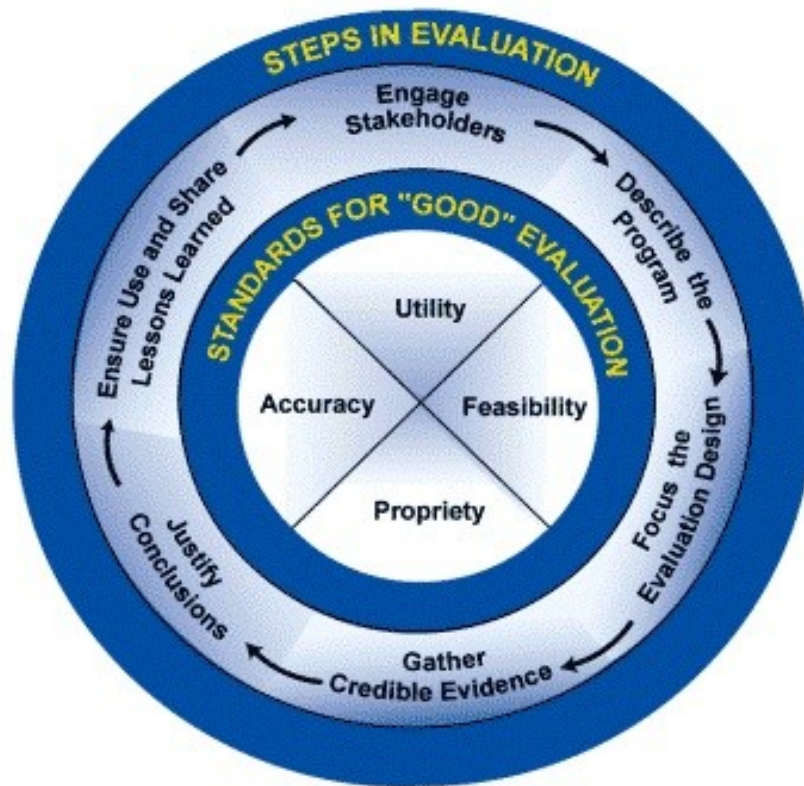 STEPS IN EVALUATION
Engage
Stakeholders
Describe the
Program
Focus the
Evaluation Design
Gather
Credible Evidence
Justify
Conclusions
Ensure Use and Share
Lessons Learned
STANDARDS FOR "GOOD" EVALUATION
Utility
Feasibility
Propriety
Accuracy